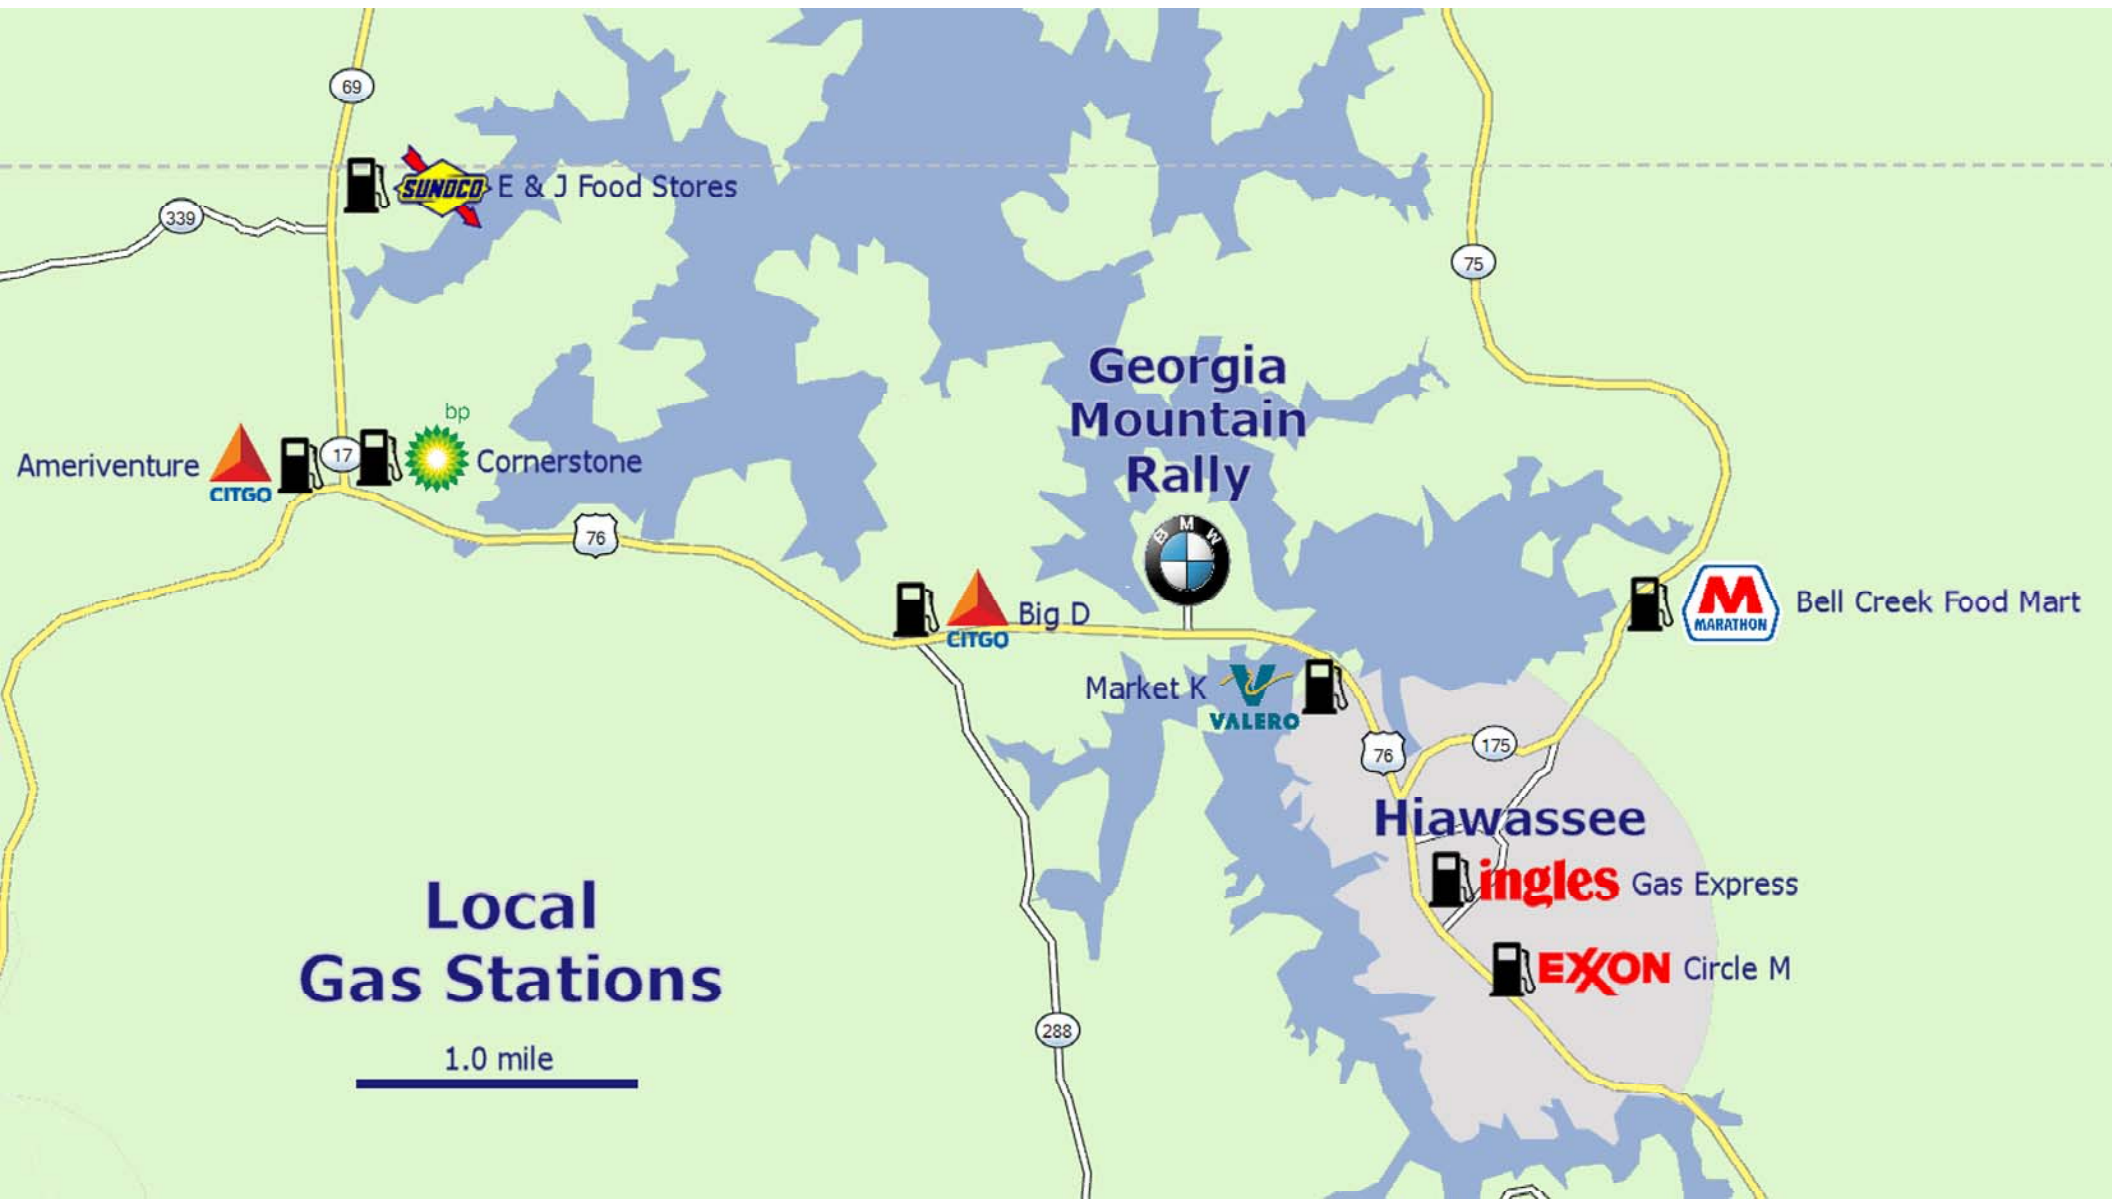 69
SUNOCO E & J Food Stores
339
75
Georgia
Mountain
Rally
bp
Ameriventure
CITGO
17
Cornerstone
76
BMW
Big D
CITGO
MARATHON
Bell Creek Food Mart
Market K
VALERO
76
175
Hiawassee
ingles Gas Express
EXXON Circle M
Local
Gas Stations
288
1.0 mile